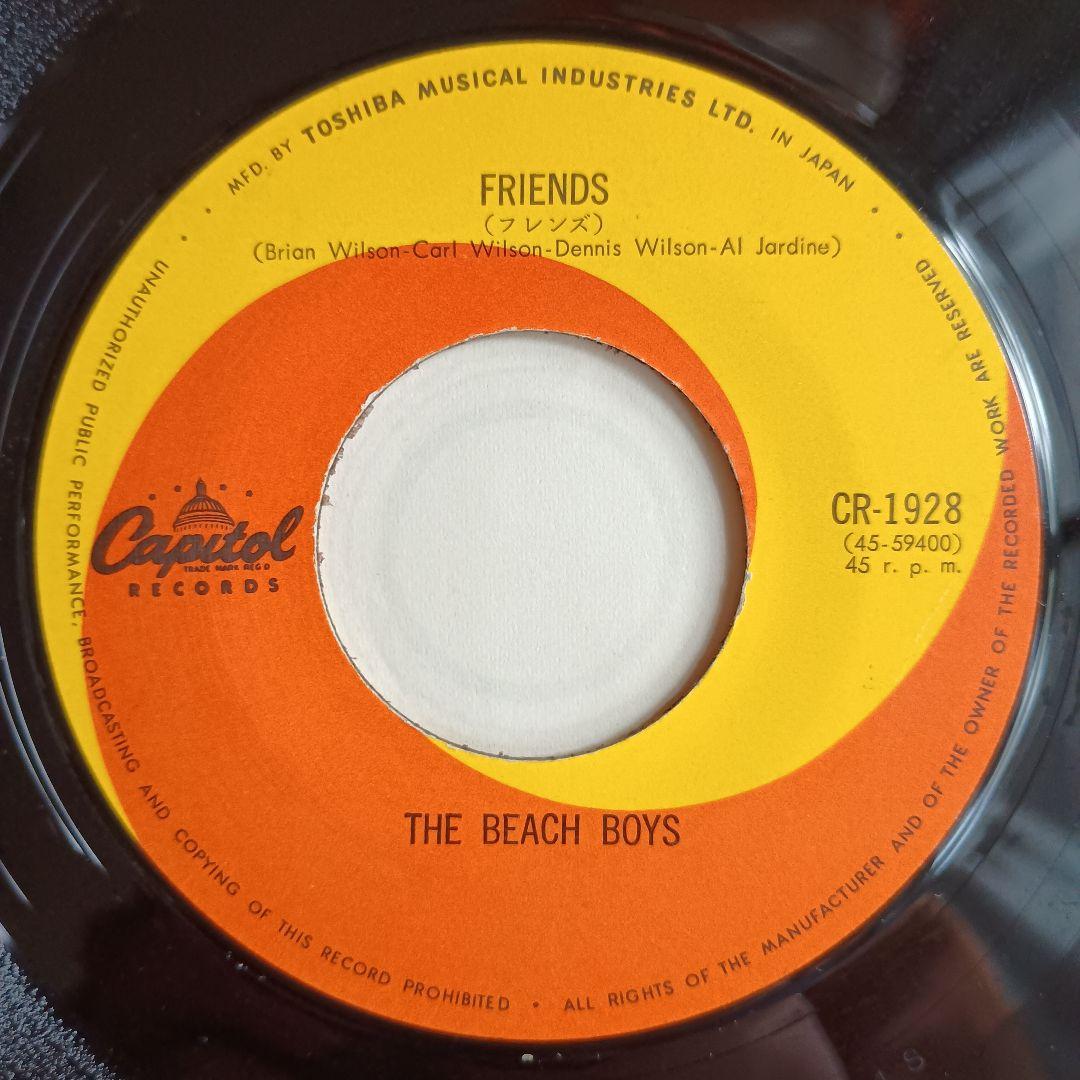 MFD. BY TOSHIBA MUSICAL INDUSTRIES LTD. IN JAPAN
FRIENDS
(フレンズ)
(Brian Wilson-Carl Wilson-Dennis Wilson-Al Jardine)
Capitol
TRADE MARK REG'D
RECORDS
CR-1928
(45-59400)
45 r. p. m.
THE BEACH BOYS
UNAUTHORIZED PUBLIC PERFORMANCE, BROADCASTING AND COPYING OF THIS RECORD PROHIBITED • ALL RIGHTS OF THE MANUFACTURER AND OF THE OWNER OF THE RECORDED WORK ARE RESERVED
S